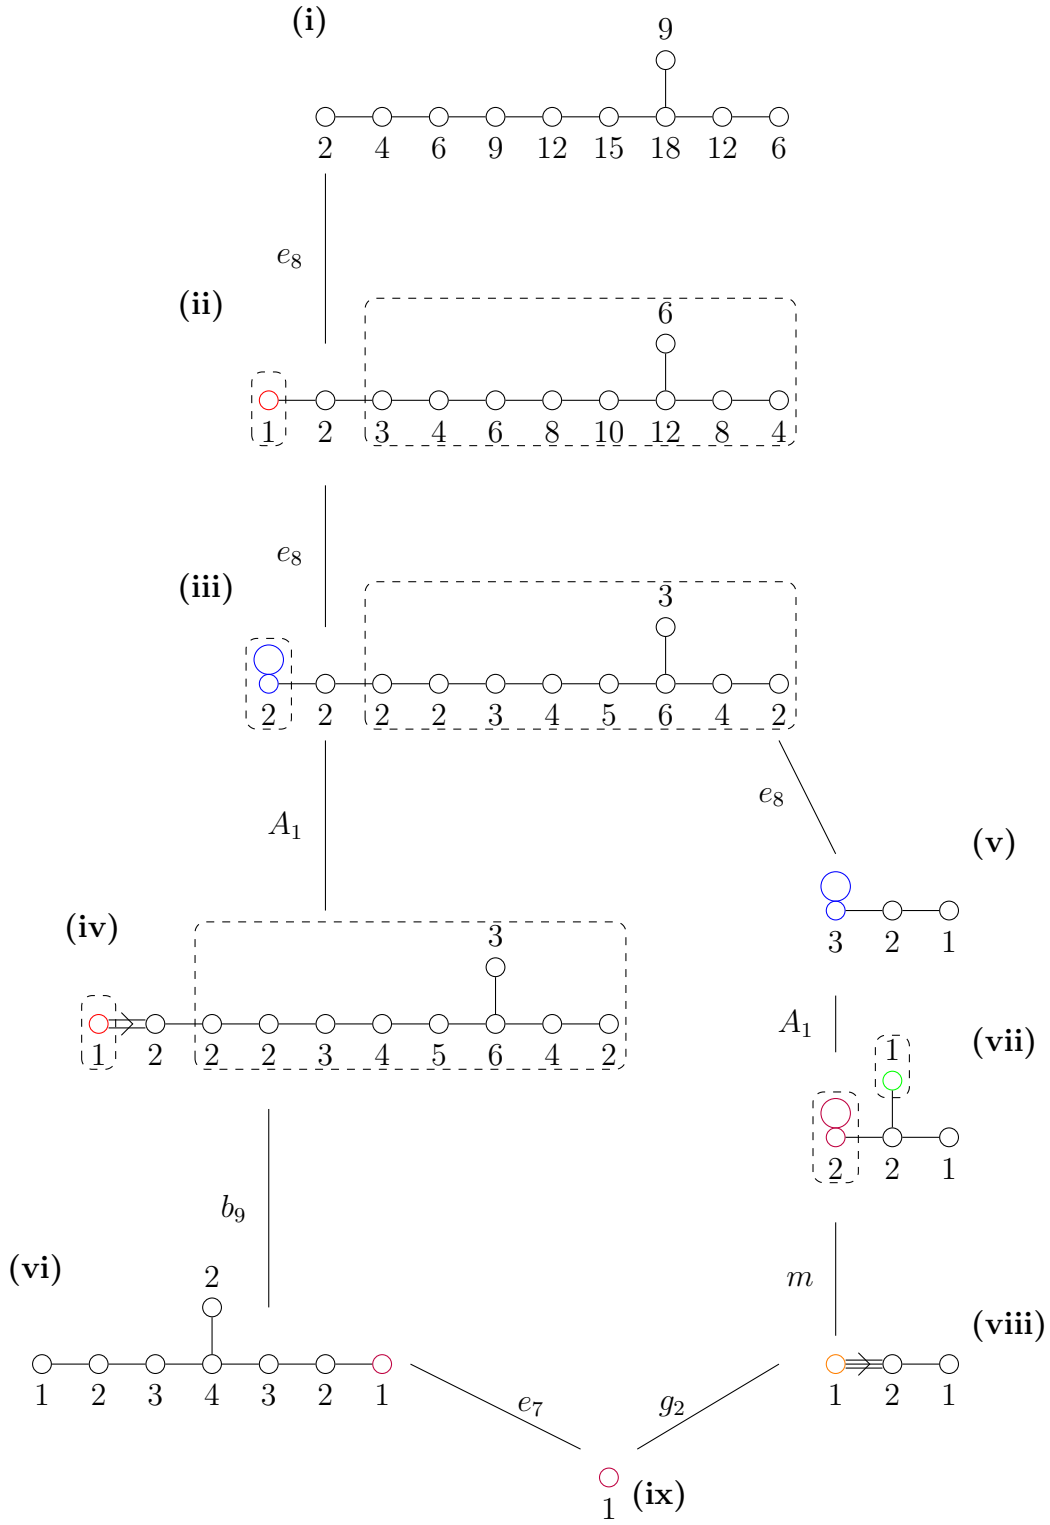 (i)
9
2 4 6 9 12 15 18 12 6
e₈
(ii)
6
1 2 3 4 6 8 10 12 8 4
e₈
(iii)
3
2 2 2 2 3 4 5 6 4 2
A₁
e₈
(v)
3 2 1
(iv)
3
1 2 2 2 3 4 5 6 4 2
A₁
(vii)
1
2 2 1
b₉
m
(vi)
2
1 2 3 4 3 2 1
(viii)
1 2 1
e₇
g₂
1 (ix)